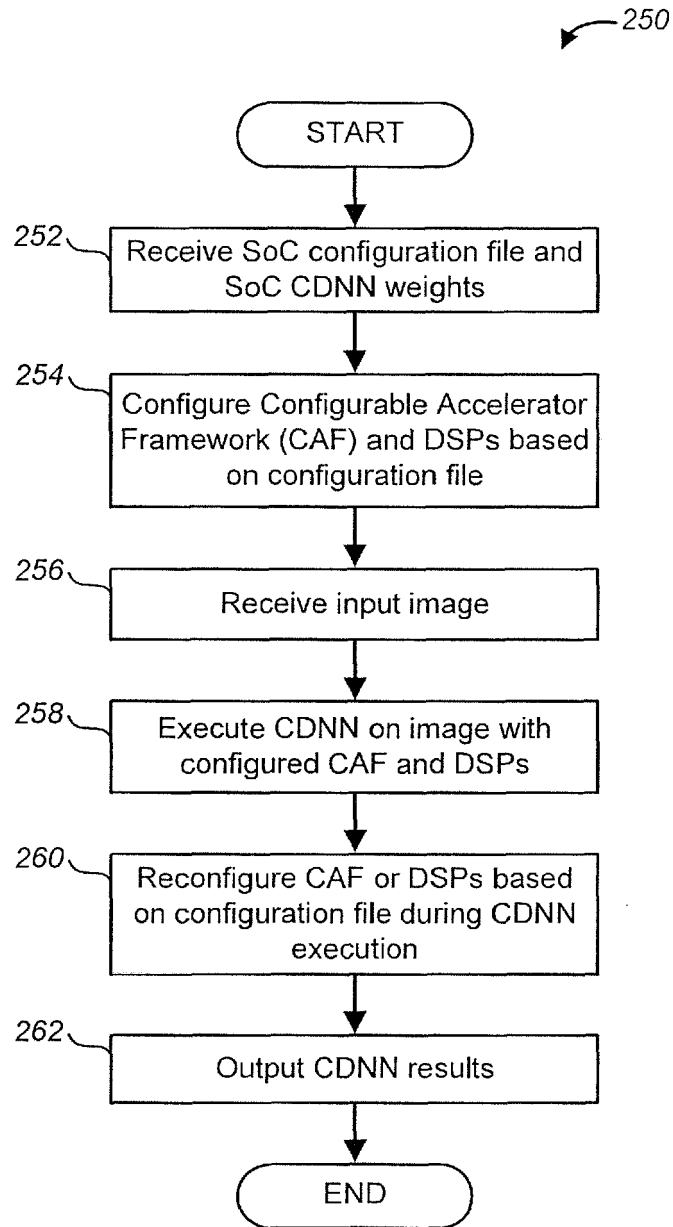 250
START
252
Receive SoC configuration file and
SoC CDNN weights
254
Configure Configurable Accelerator
Framework (CAF) and DSPs based
on configuration file
256
Receive input image
258
Execute CDNN on image with
configured CAF and DSPs
260
Reconfigure CAF or DSPs based
on configuration file during CDNN
execution
262
Output CDNN results
END